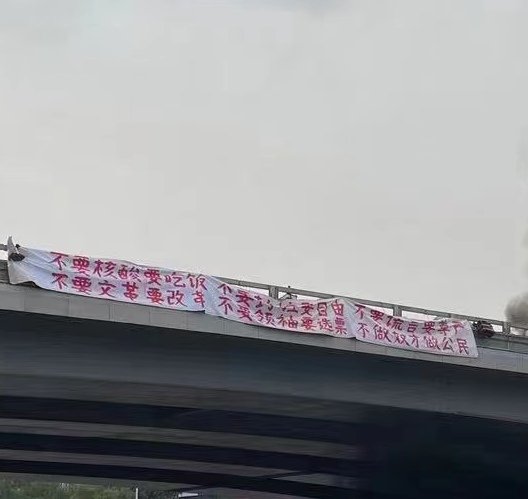 不要核酸要吃饭
不要文革要改革
不要封控要自由
不要领袖要选票
不要谎言要尊严
不做奴才做公民